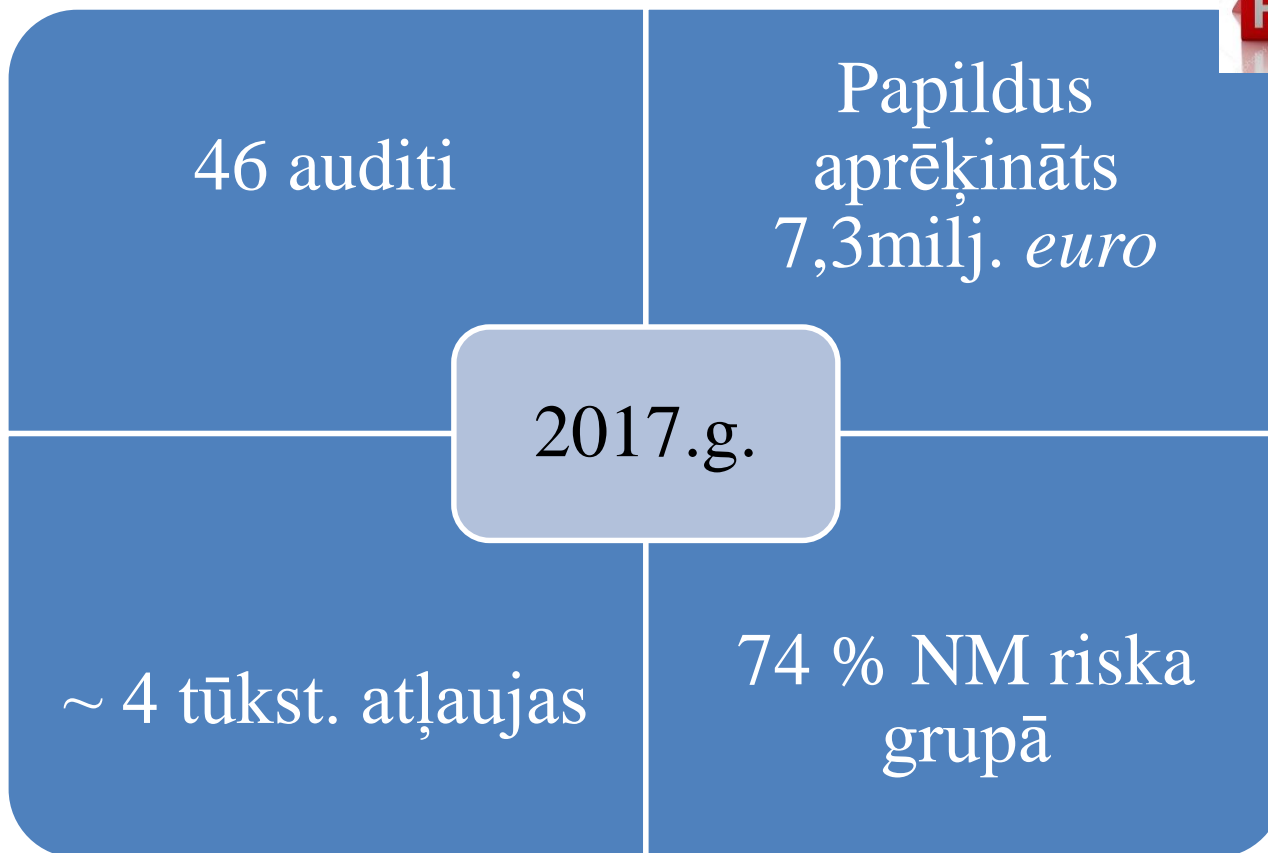 46 auditi
Papildus
aprēķināts
7,3milj. euro
2017.g.
~ 4 tūkst. atļaujas
74 % NM riska
grupā